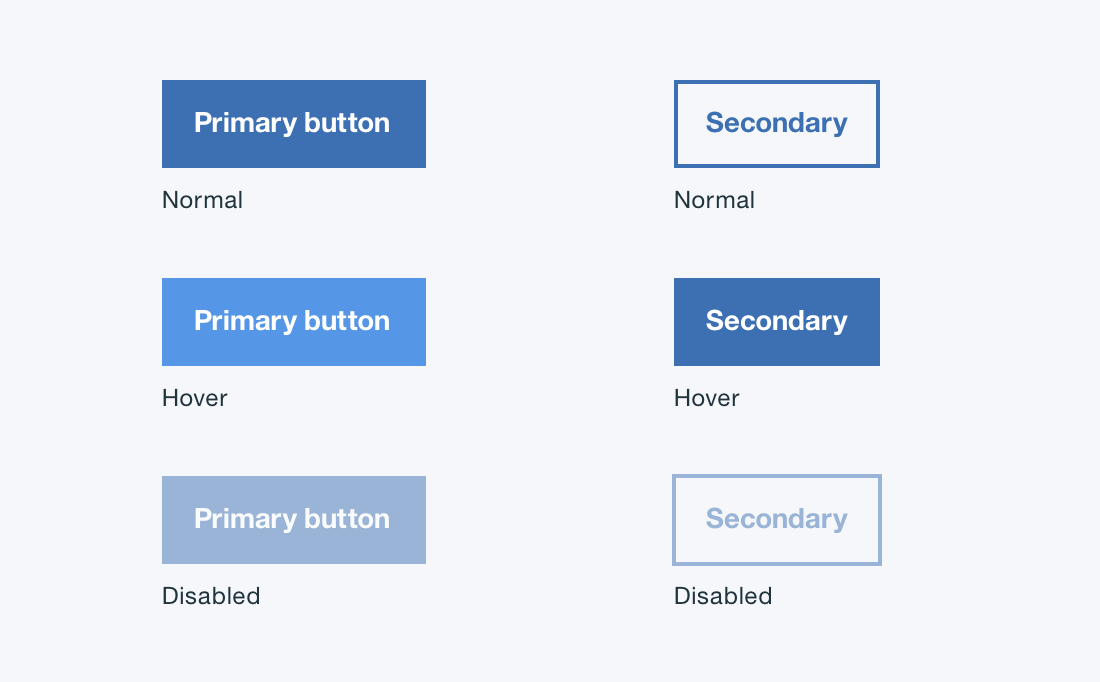 Primary button
Secondary
Normal
Normal
Primary button
Secondary
Hover
Hover
Primary button
Secondary
Disabled
Disabled